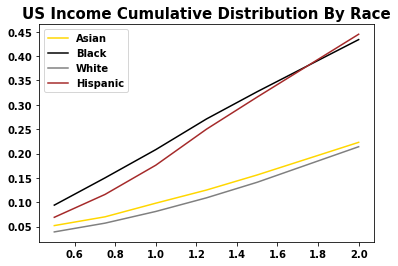 US Income Cumulative Distribution By Race
Asian
Black
White
Hispanic
0.45
0.40
0.35
0.30
0.25
0.20
0.15
0.10
0.05
0.6 0.8 1.0 1.2 1.4 1.6 1.8 2.0